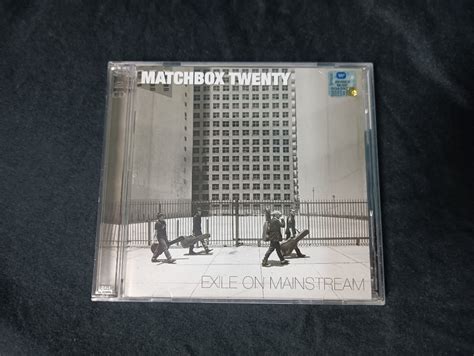 MATCHBOX TWENTY
EXILE ON MAINSTREAM